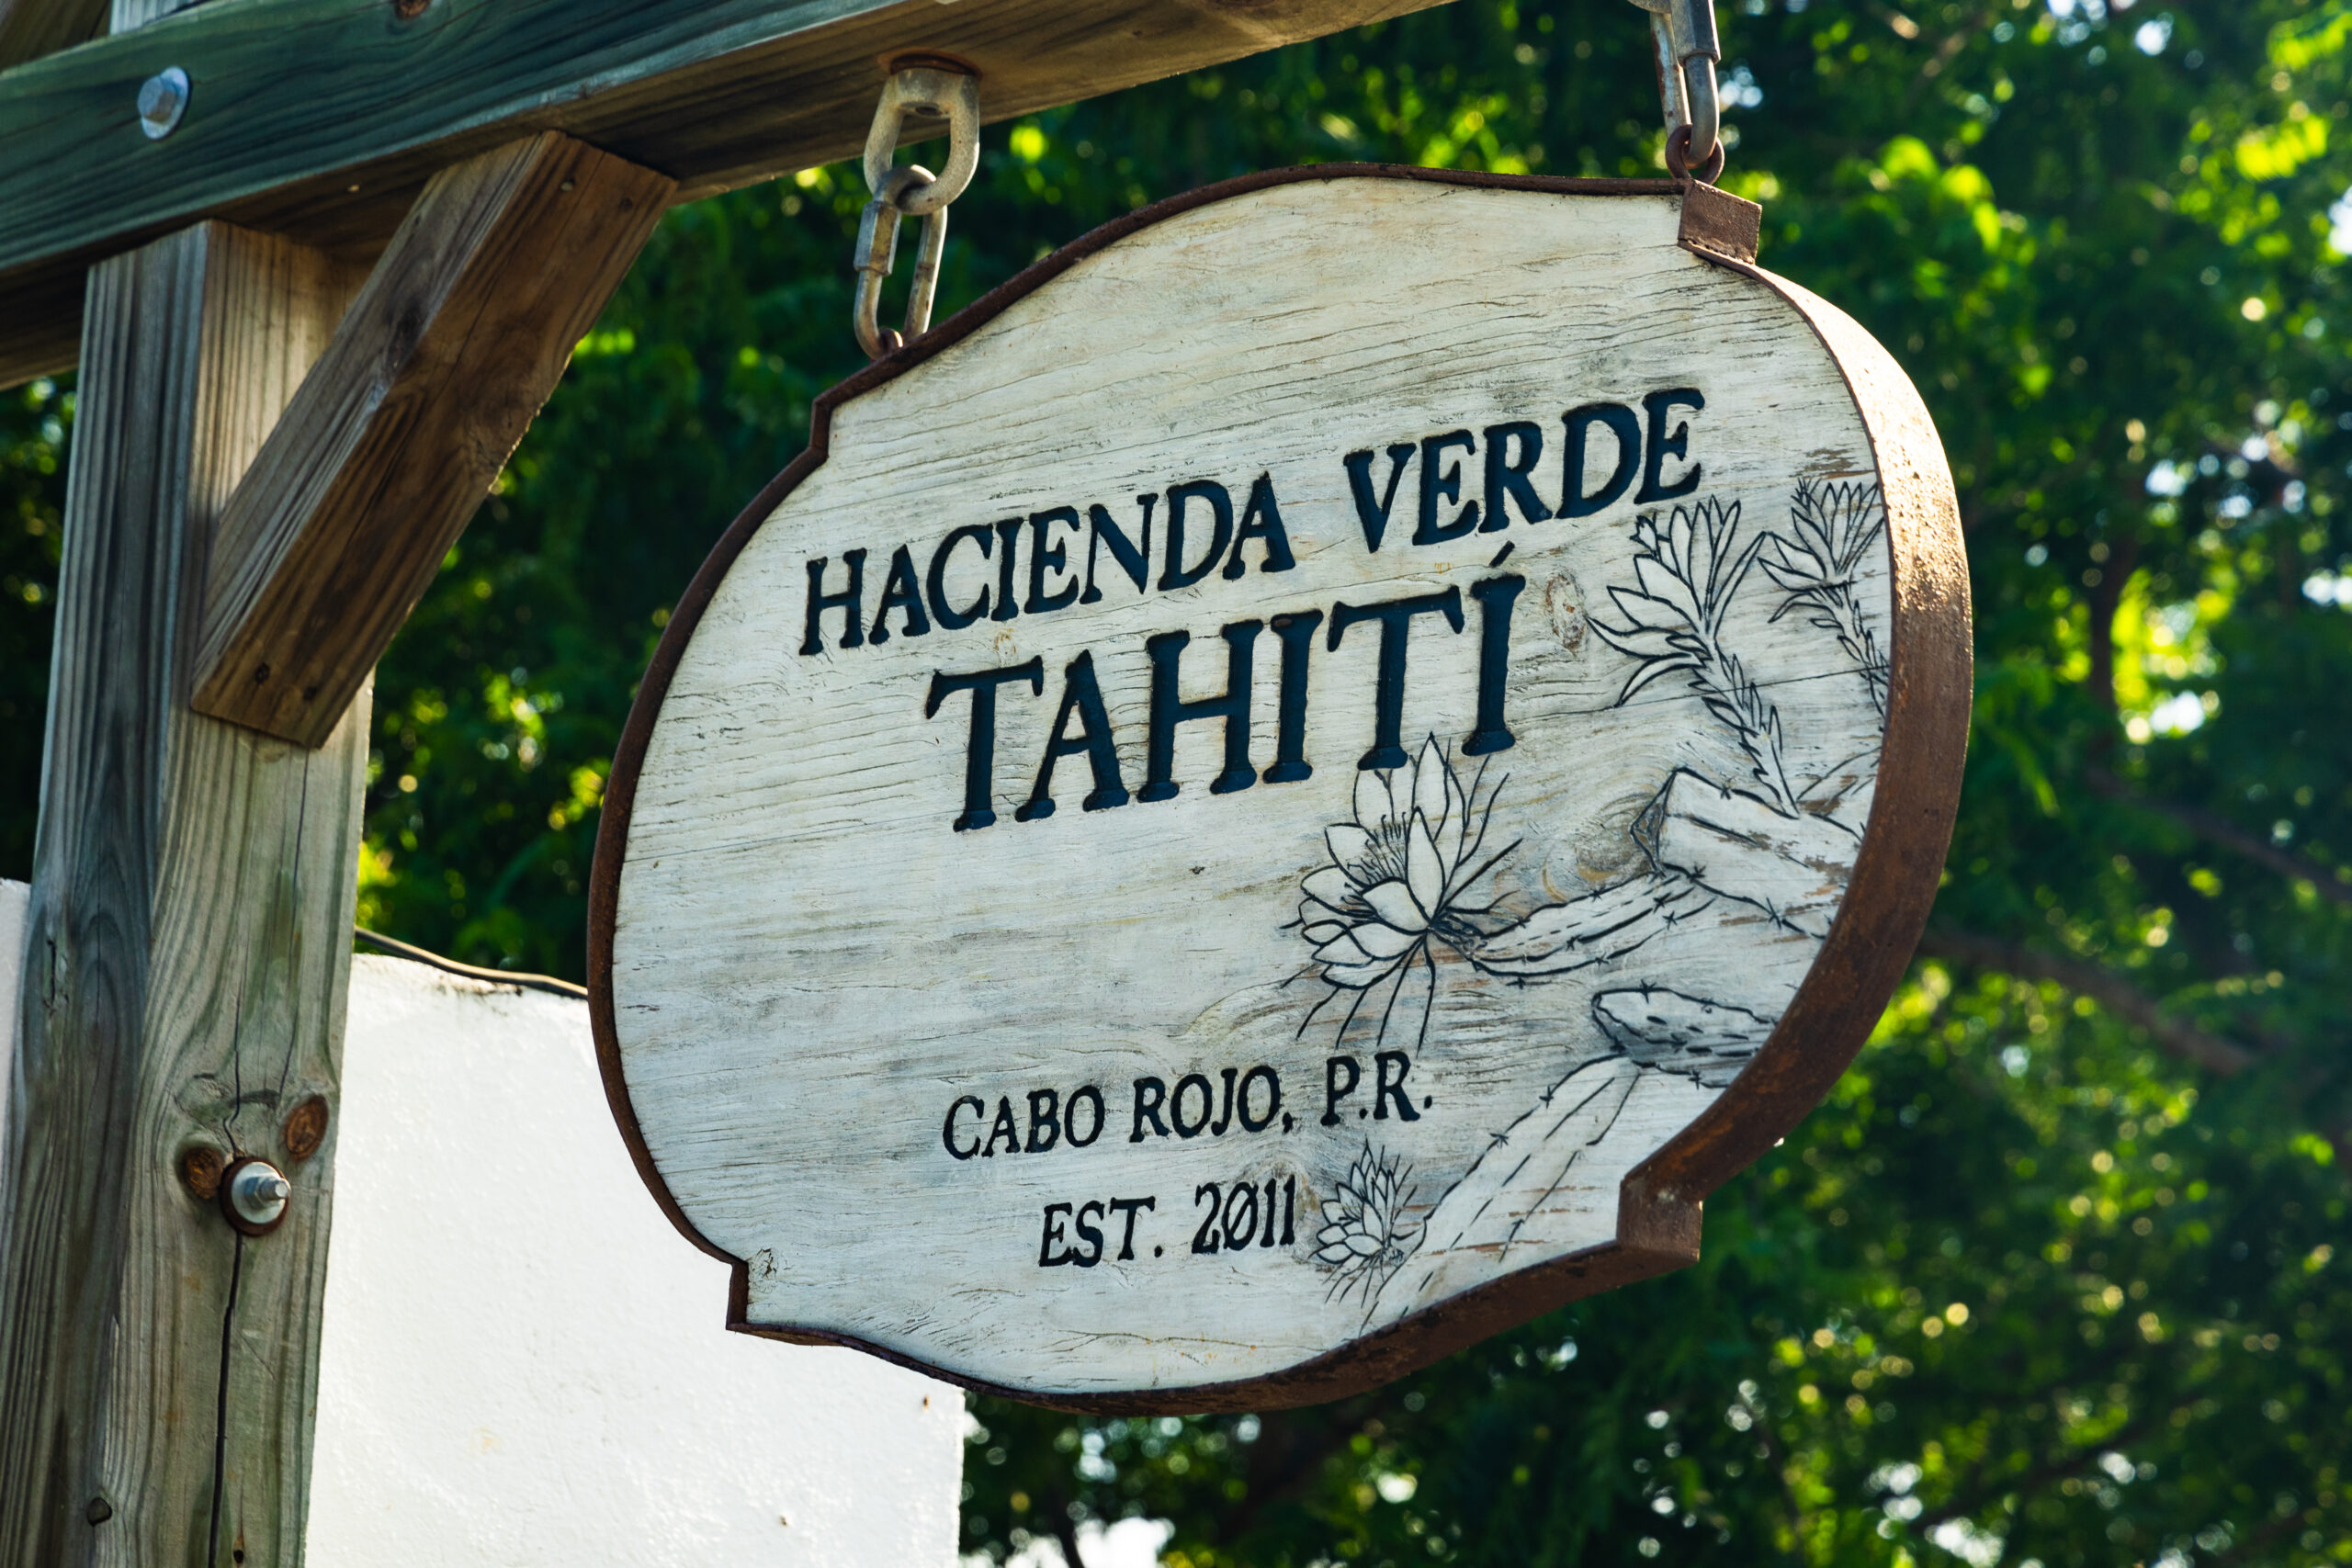 HACIENDA VERDE
TAHITÍ
CABO ROJO, P.R.
EST. 2011